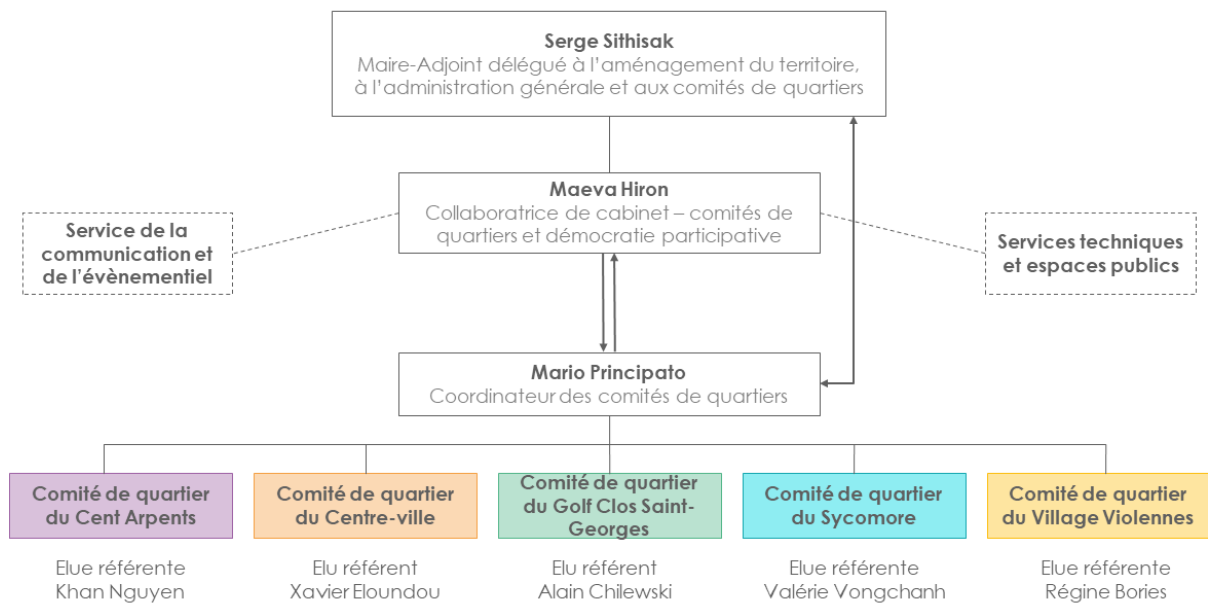 Serge Sithisak
Maire-Adjoint délégué à l'aménagement du territoire,
à l'administration générale et aux comités de quartiers
Maeva Hiron
Collaboratrice de cabinet – comités de
quartiers et démocratie participative
Service de la
communication et
de l'évènementiel
Services techniques
et espaces publics
Mario Principato
Coordinateur des comités de quartiers
Comité de quartier
du Cent Arpents
Comité de quartier
du Centre-ville
Comité de quartier
du Golf Clos Saint-
Georges
Comité de quartier
du Sycomore
Comité de quartier
du Village Violennes
Elue référente
Khan Nguyen
Elu référent
Xavier Eloundou
Elu référent
Alain Chilewski
Elue référente
Valérie Vongchanh
Elue référente
Régine Bories